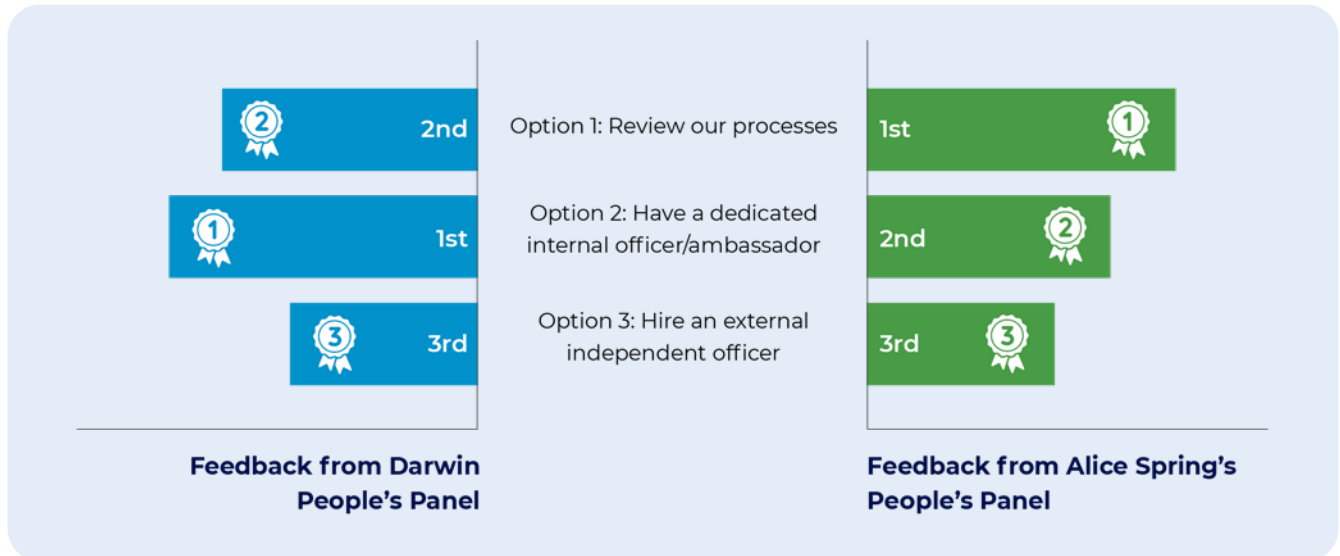 2
2nd
Option 1: Review our processes
1st
1
1
1st
Option 2: Have a dedicated
internal officer/ambassador
2nd
2
3
3rd
Option 3: Hire an external
independent officer
3rd
3
Feedback from Darwin
People’s Panel
Feedback from Alice Spring’s
People’s Panel